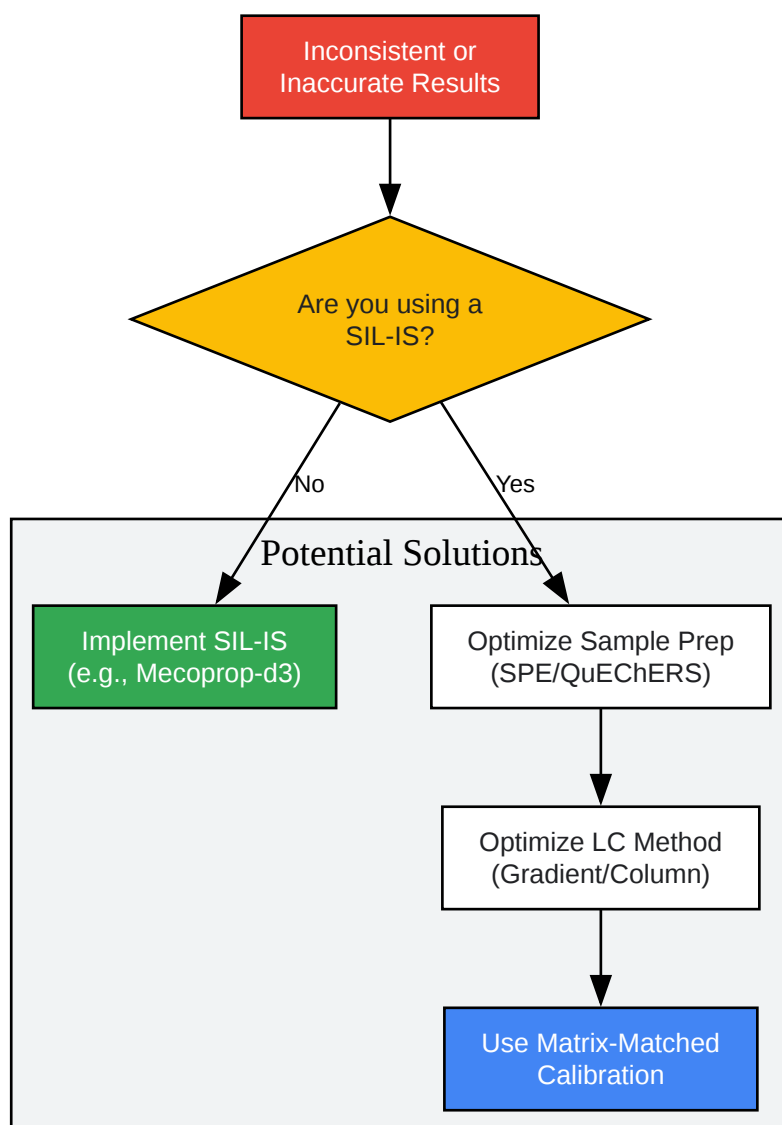 Inconsistent or
Inaccurate Results
Are you using a
SIL-IS?
No
Yes
Potential Solutions
Implement SIL-IS
(e.g., Mecoprop-d3)
Optimize Sample Prep
(SPE/QuEChERS)
Optimize LC Method
(Gradient/Column)
Use Matrix-Matched
Calibration